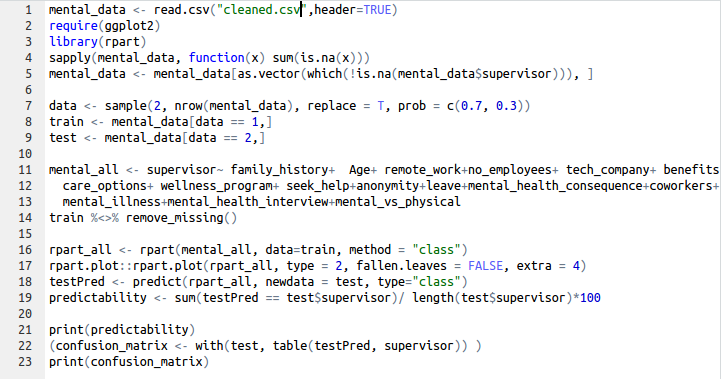 1 mental_data <- read.csv("cleaned.csv",header=TRUE)
2 require(ggplot2)
3 library(rpart)
4 sapply(mental_data, function(x) sum(is.na(x)))
5 mental_data <- mental_data[as.vector(which(!is.na(mental_data$supervisor))), ]
6
7 data <- sample(2, nrow(mental_data), replace = T, prob = c(0.7, 0.3))
8 train <- mental_data[data == 1,]
9 test <- mental_data[data == 2,]
10
11 mental_all <- supervisor~ family_history+  Age+ remote_work+no_employees+ tech_company+ benefits
12   care_options+ wellness_program+ seek_help+anonymity+leave+mental_health_consequence+coworkers+
13   mental_illness+mental_health_interview+mental_vs_physical
14 train %<>% remove_missing()
15
16 rpart_all <- rpart(mental_all, data=train, method = "class")
17 rpart.plot::rpart.plot(rpart_all, type = 2, fallen.leaves = FALSE, extra = 4)
18 testPred <- predict(rpart_all, newdata = test, type="class")
19 predictability <- sum(testPred == test$supervisor)/ length(test$supervisor)*100
20
21 print(predictability)
22 (confusion_matrix <- with(test, table(testPred, supervisor)) )
23 print(confusion_matrix)